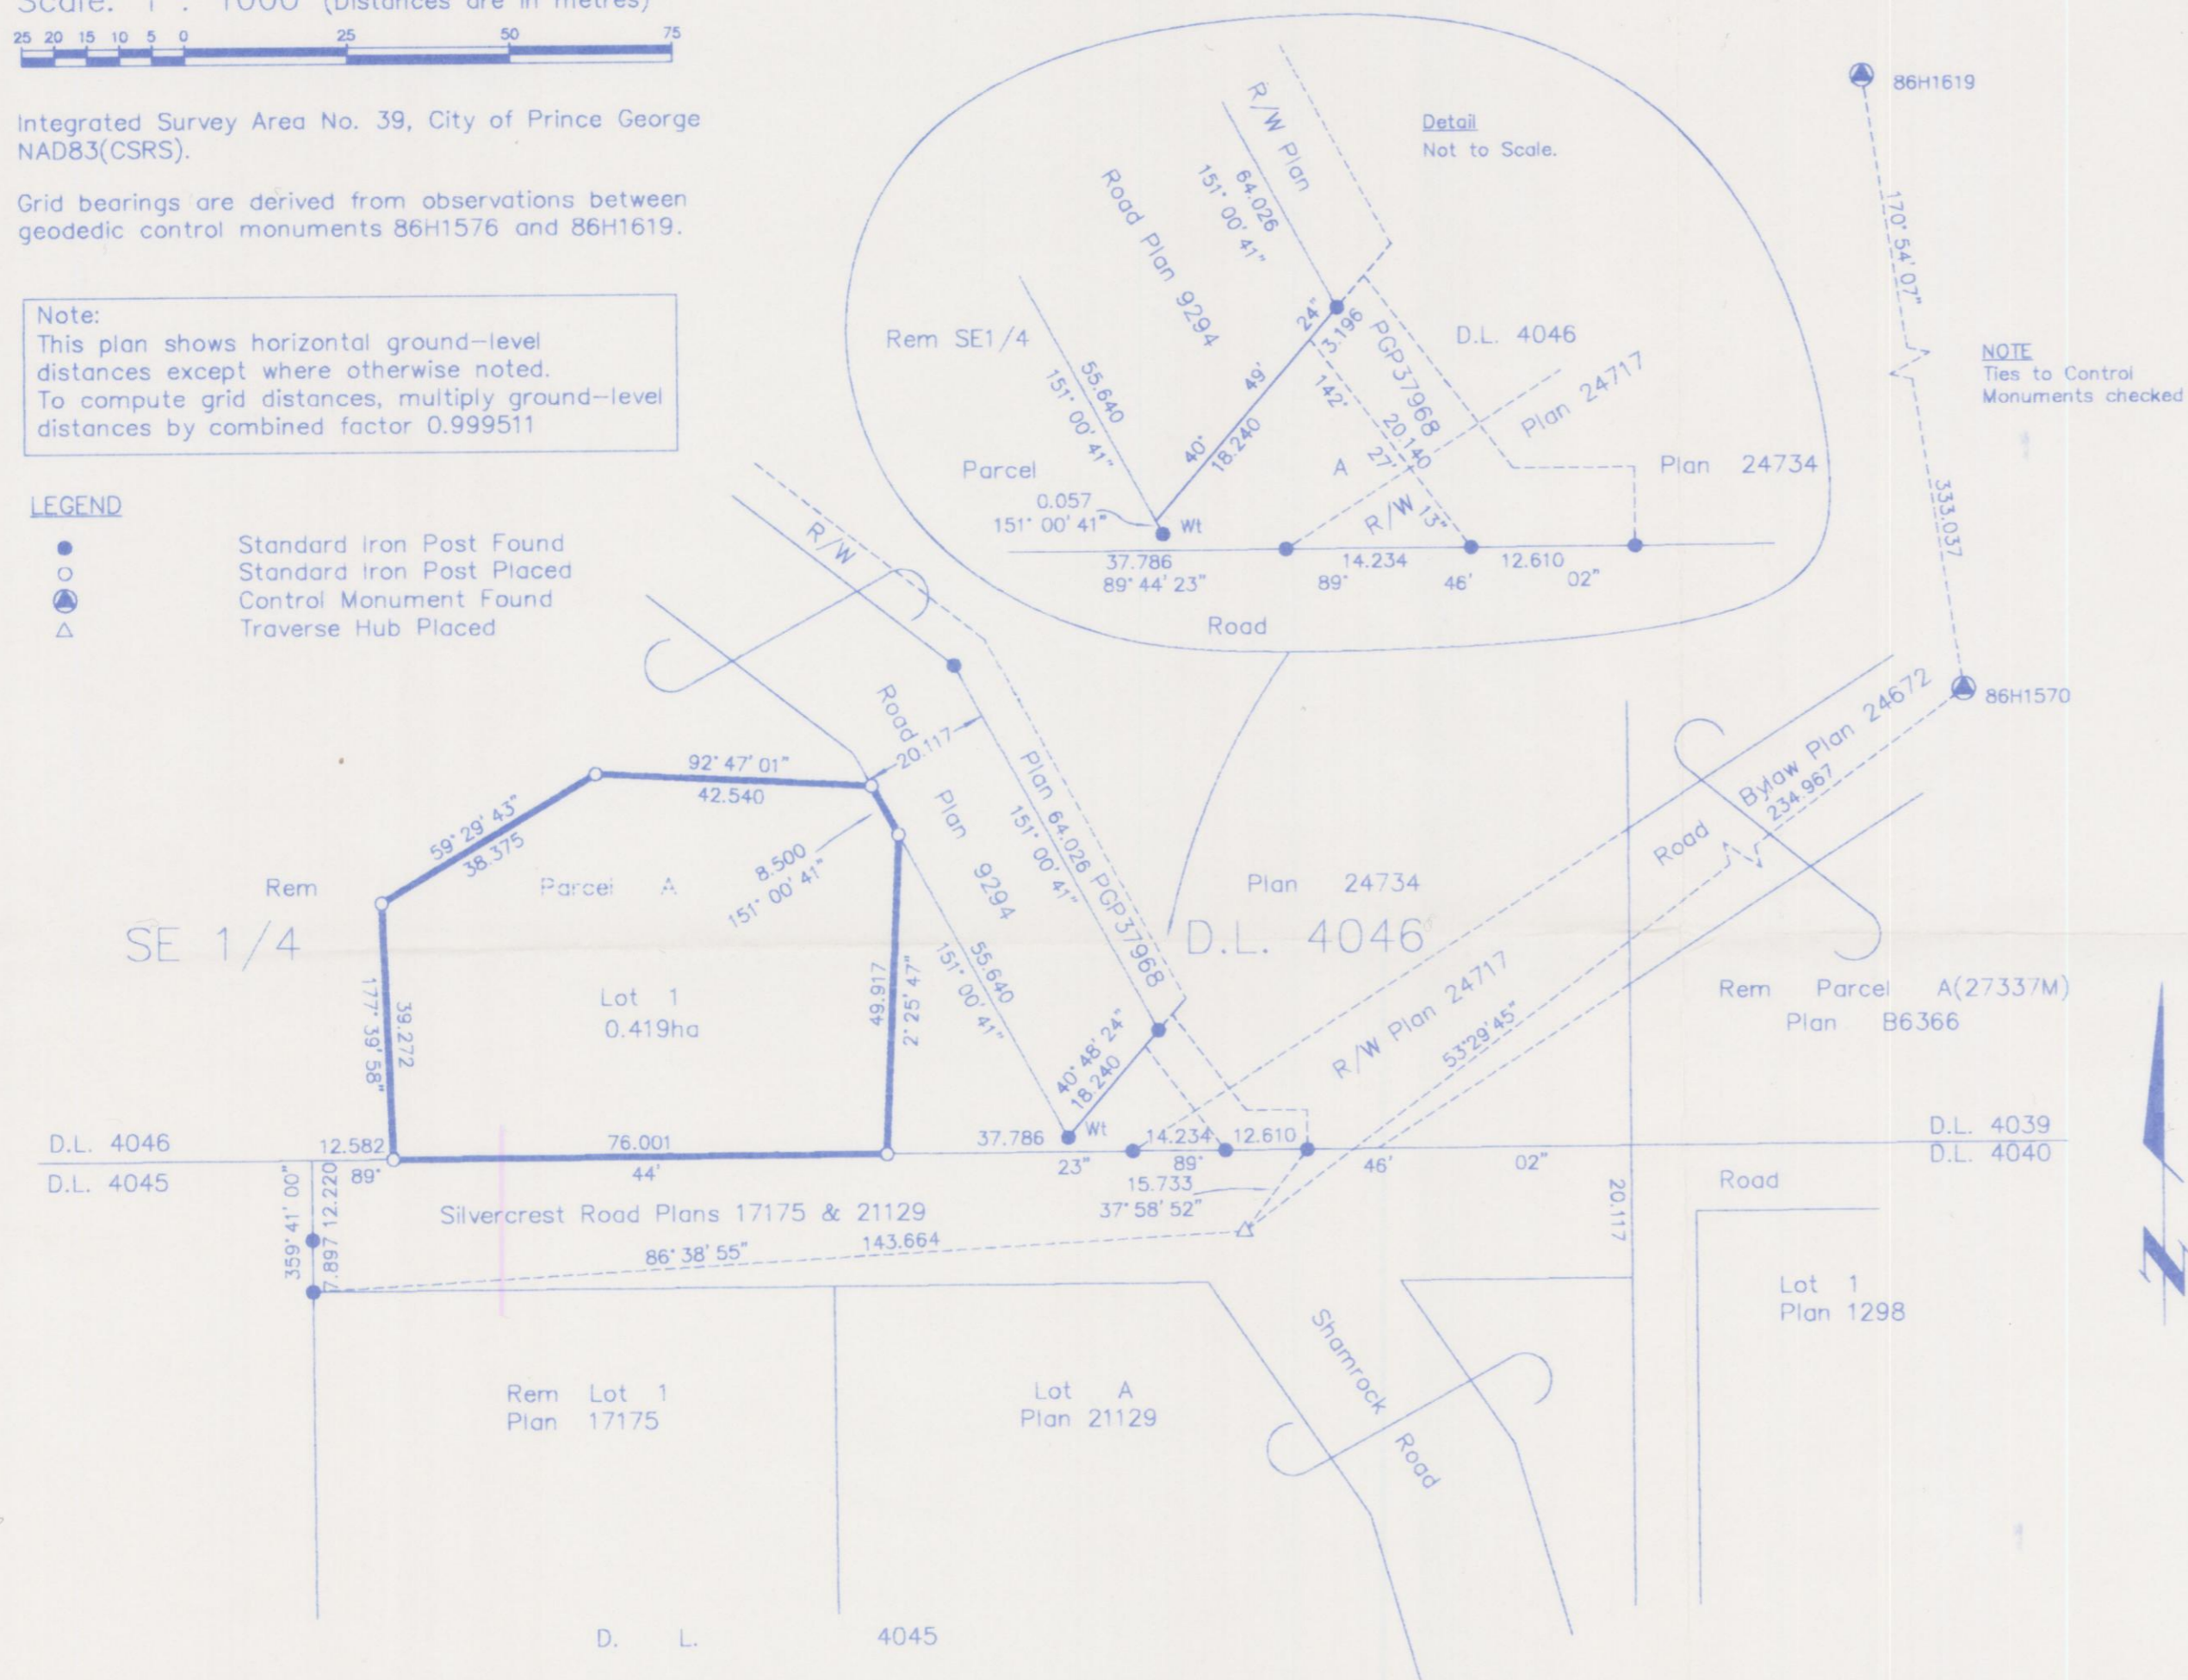 Scale: 1 : 1000 (Distances are in metres)
25 20 15 10 5 0 25 50 75
Integrated Survey Area No. 39, City of Prince George
NAD83(CSRS).
Grid bearings are derived from observations between
geodedic control monuments 86H1576 and 86H1619.
Note:
This plan shows horizontal ground-level
distances except where otherwise noted.
To compute grid distances, multiply ground-level
distances by combined factor 0.999511
LEGEND
Standard Iron Post Found
Standard Iron Post Placed
Control Monument Found
Traverse Hub Placed
Detail
Not to Scale.
R/W Plan
64.026
151° 00' 41"
Road Plan 9294
Rem SE1/4
55.640
151° 00' 41"
24"
3.196
49'
40°
18.240
PGP37968
142°
20.140
27'
13"
D.L. 4046
Plan 24717
Parcel
A
Plan 24734
0.057
151° 00' 41"
Wt
R/W
37.786
89° 44' 23"
14.234
12.610
89°
46'
02"
Road
86H1619
170° 54' 07"
333.037
NOTE
Ties to Control
Monuments checked
86H1570
R/W
Road
20.117
Plan
9294
Plan 64.026 PGP37968
151° 00' 41"
92° 47' 01"
42.540
59° 29' 43"
38.375
8.500
151° 00' 41"
Rem
Parcel A
SE 1/4
Lot 1
0.419ha
177° 39' 58"
39.272
49.917
2° 25' 47"
55.640
151° 00' 41"
40° 48' 24"
18.240
Plan 24734
D.L. 4046
R/W Plan 24717
53°29'45"
Road
Bylaw Plan 24672
234.967
Rem Parcel A(27337M)
Plan B6366
D.L. 4046
D.L. 4045
12.582
76.001
37.786
Wt
14.234
12.610
89°
44'
23"
89°
46'
02"
D.L. 4039
D.L. 4040
15.733
37° 58' 52"
359° 41' 00"
7.897 12.220
Silvercrest Road Plans 17175 & 21129
86° 38' 55"
143.664
20.117
Road
Lot 1
Plan 1298
N
Rem Lot 1
Plan 17175
Lot A
Plan 21129
Shamrock
Road
D. L. 4045